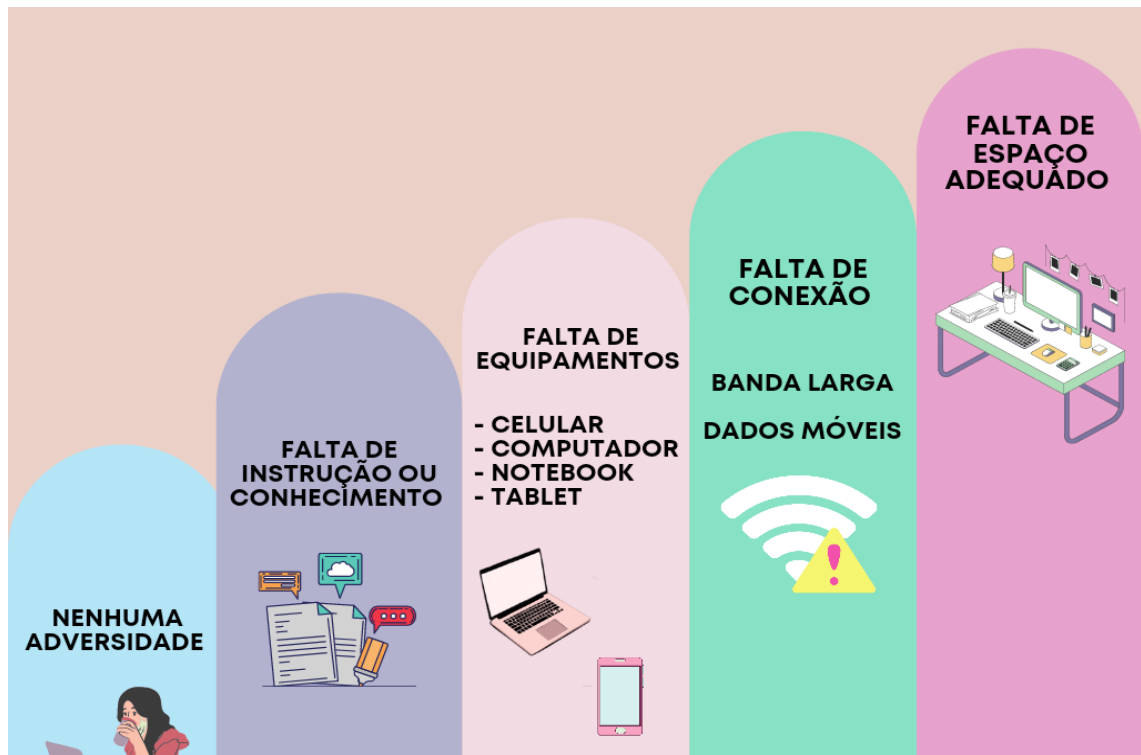 NENHUMA
ADVERSIDADE
FALTA DE
INSTRUÇÃO OU
CONHECIMENTO
FALTA DE
EQUIPAMENTOS
- CELULAR
- COMPUTADOR
- NOTEBOOK
- TABLET
FALTA DE
CONEXÃO
BANDA LARGA
DADOS MÓVEIS
FALTA DE
ESPAÇO
ADEQUADO